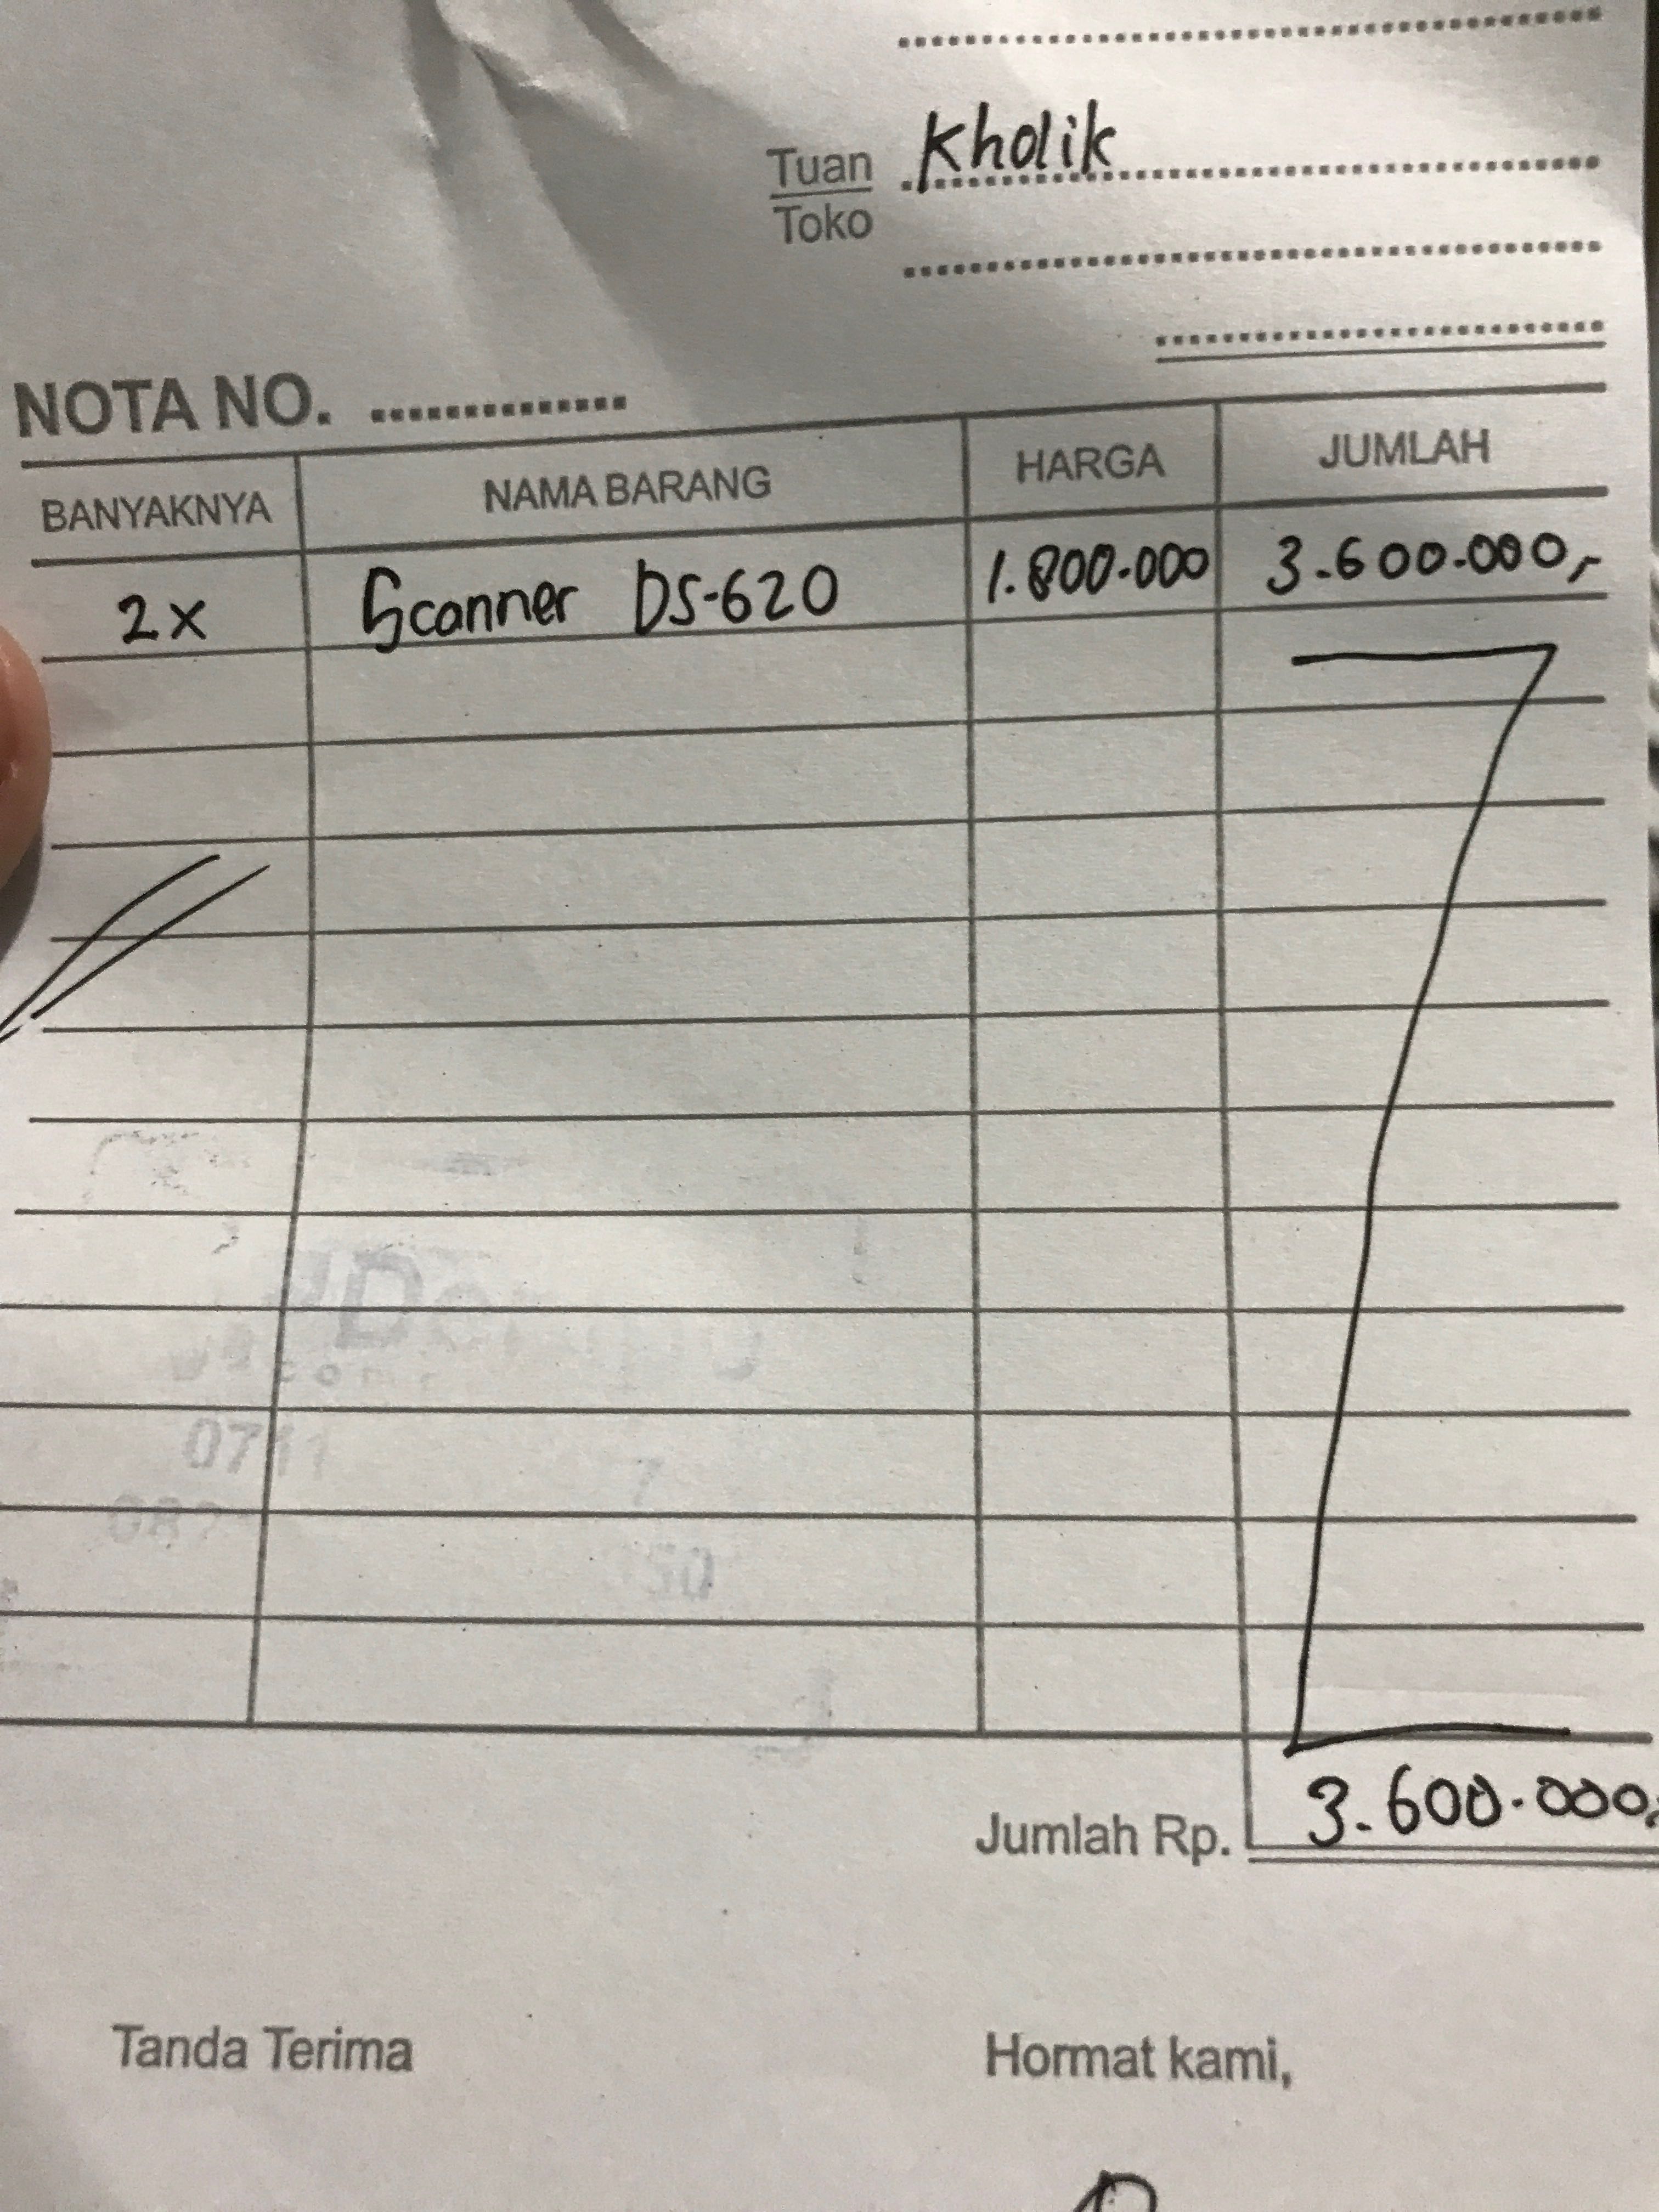 Tuan Kholik
Toko
NOTA NO. ..............
BANYAKNYA NAMA BARANG HARGA JUMLAH
2x Scanner DS-620 1.800.000 3.600.000,-
0711
Jumlah Rp. 3.600.000,
Tanda Terima Hormat kami,